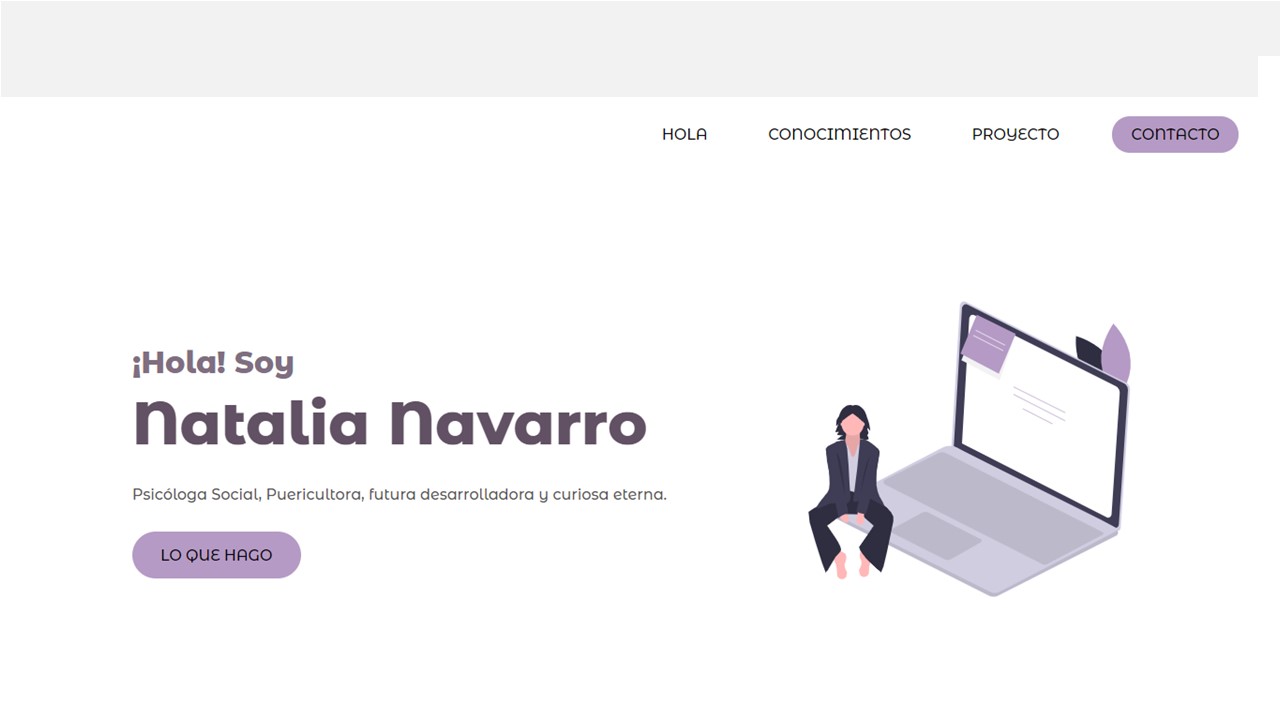 HOLA CONOCIMIENTOS PROYECTO CONTACTO
¡Hola! Soy
Natalia Navarro
Psicóloga Social, Puericultora, futura desarrolladora y curiosa eterna.
LO QUE HAGO